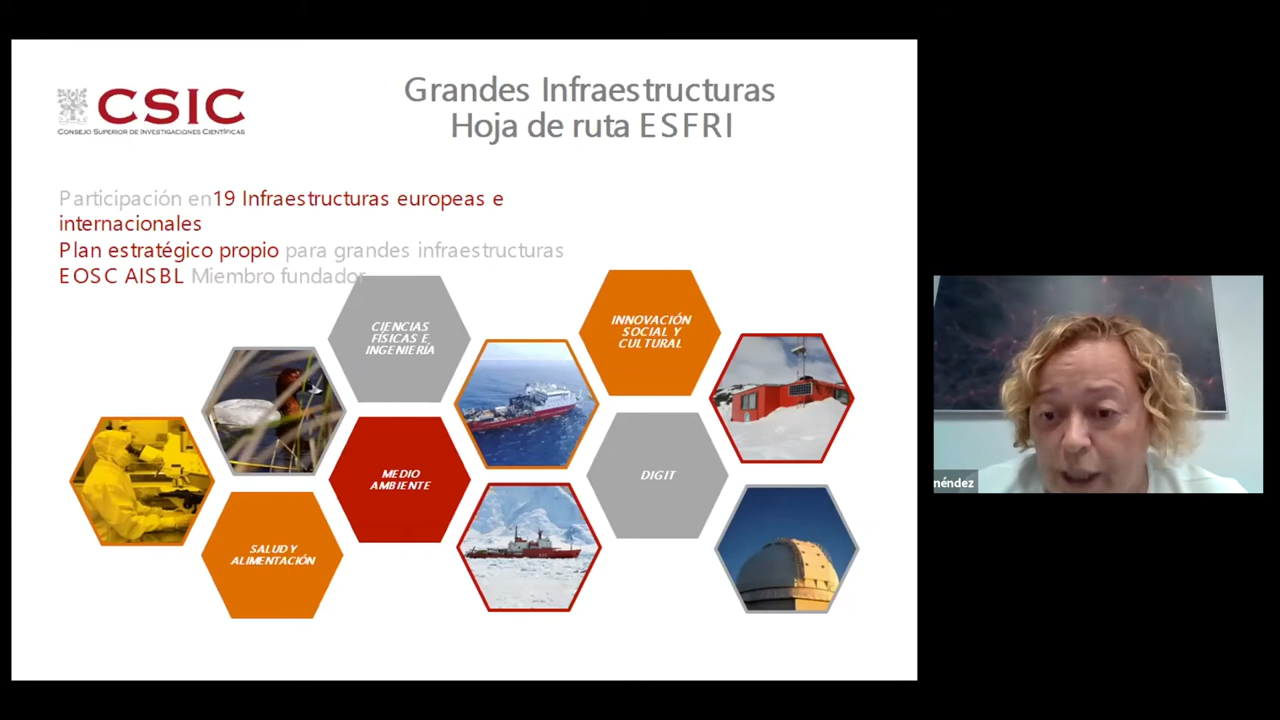 CSIC
CONSEJO SUPERIOR DE INVESTIGACIONES CIENTÍFICAS
Grandes Infraestructuras
Hoja de ruta ESFRI
Participación en19 Infraestructuras europeas e
internacionales
Plan estratégico propio para grandes infraestructuras
EOSC AISBL Miembro fundador
CIENCIAS
FÍSICAS E
INGENIERÍA
INNOVACIÓN
SOCIAL Y
CULTURAL
MEDIO
AMBIENTE
DIGIT
SALUD Y
ALIMENTACIÓN
néndez